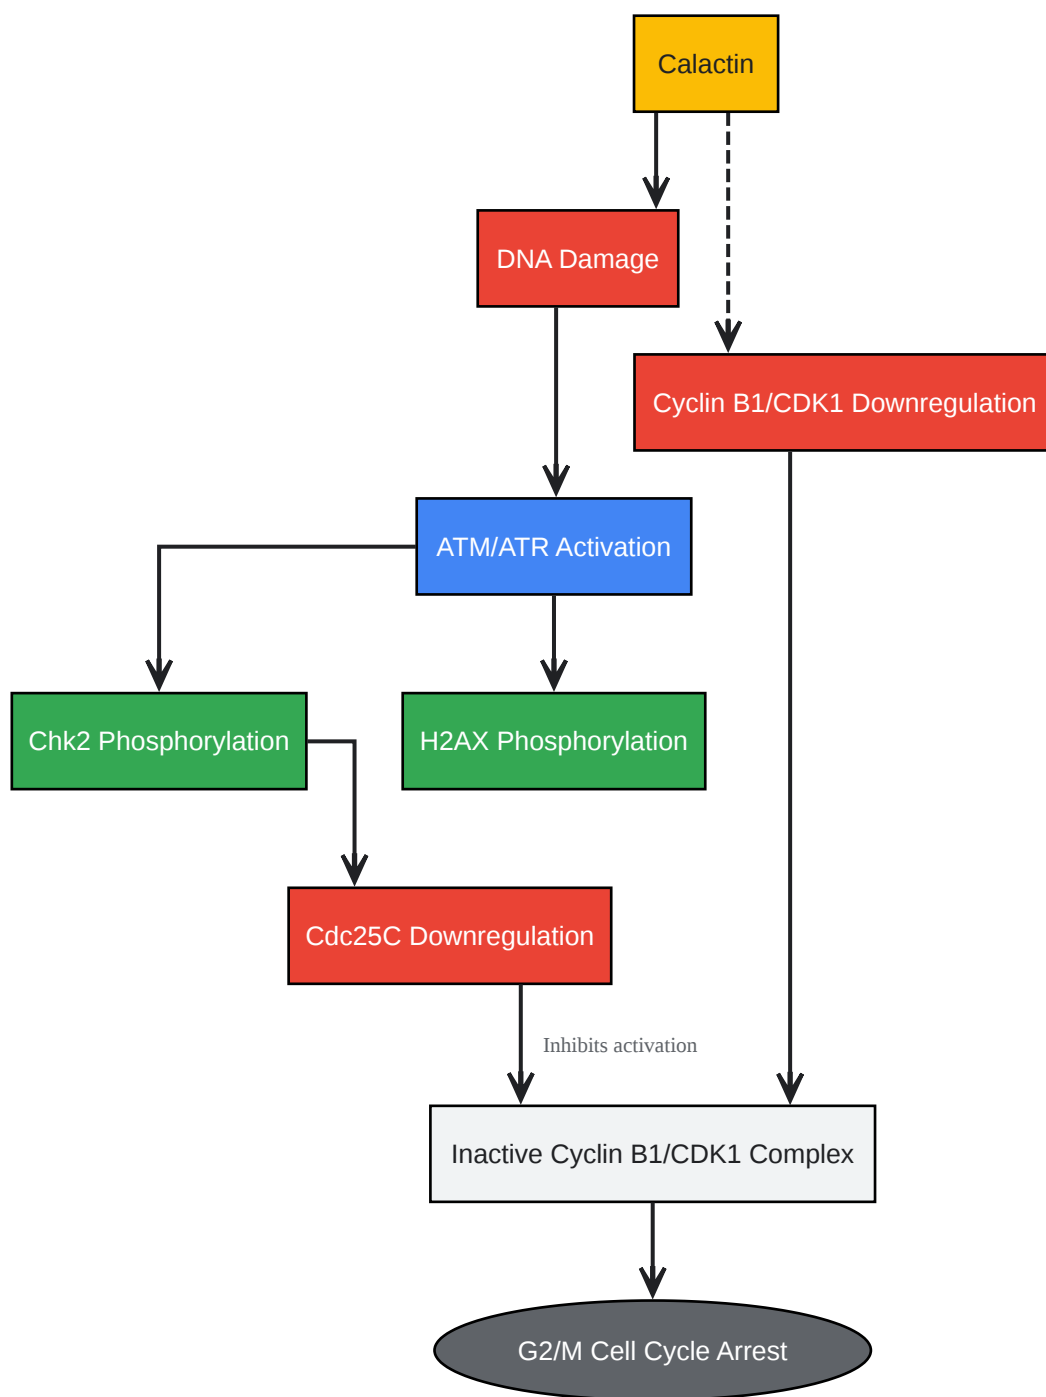 Calactin
DNA Damage
Cyclin B1/CDK1 Downregulation
ATM/ATR Activation
Chk2 Phosphorylation
H2AX Phosphorylation
Cdc25C Downregulation
Inhibits activation
Inactive Cyclin B1/CDK1 Complex
G2/M Cell Cycle Arrest